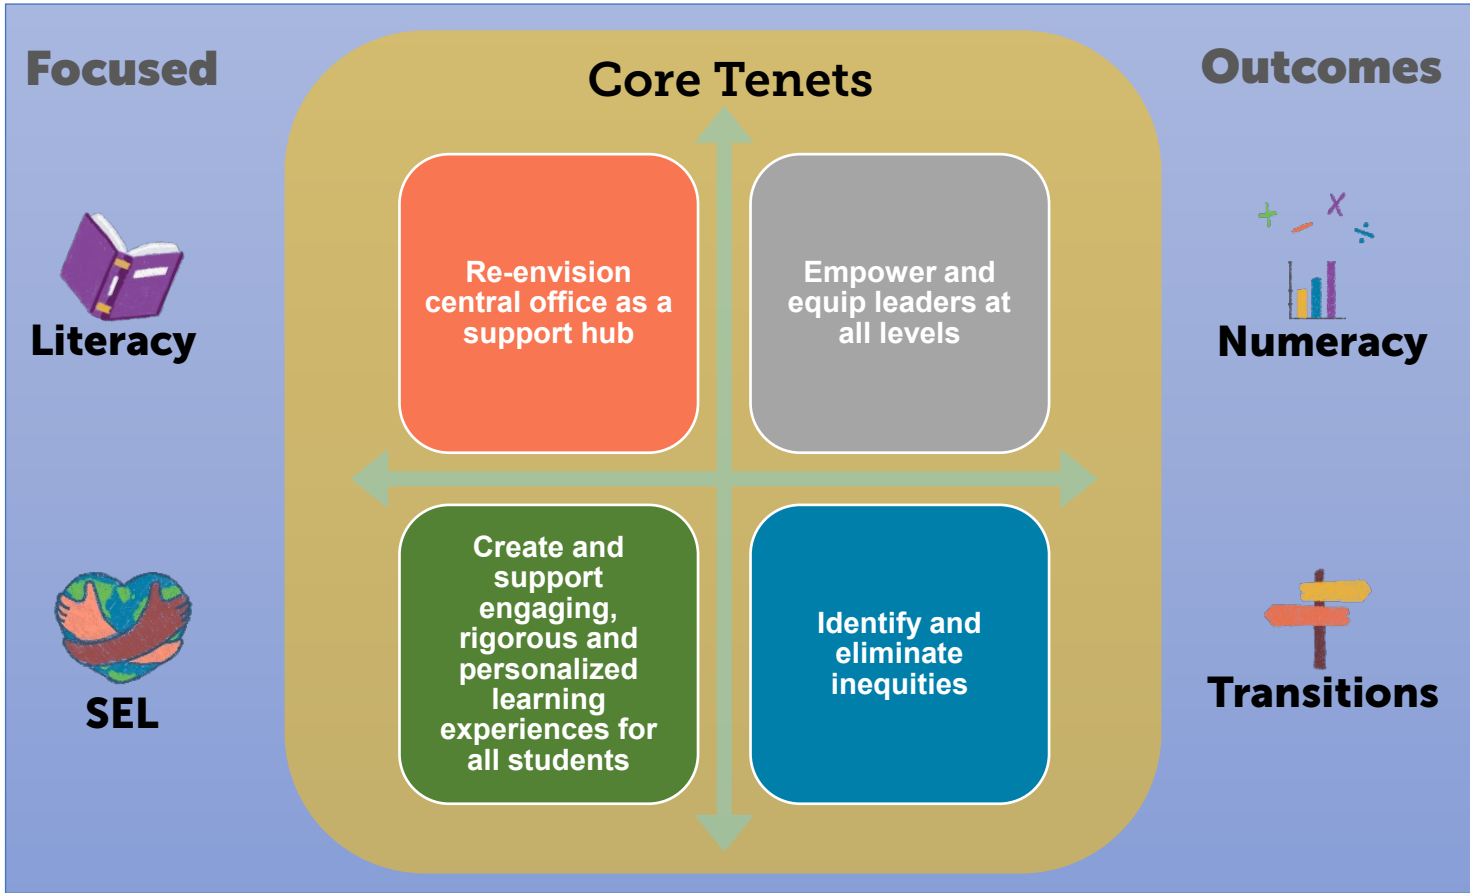 Focused
Core Tenets
Outcomes
Literacy
Re-envision
central office as a
support hub
Empower and
equip leaders at
all levels
Numeracy
SEL
Create and
support
engaging,
rigorous and
personalized
learning
experiences for
all students
Identify and
eliminate
inequities
Transitions